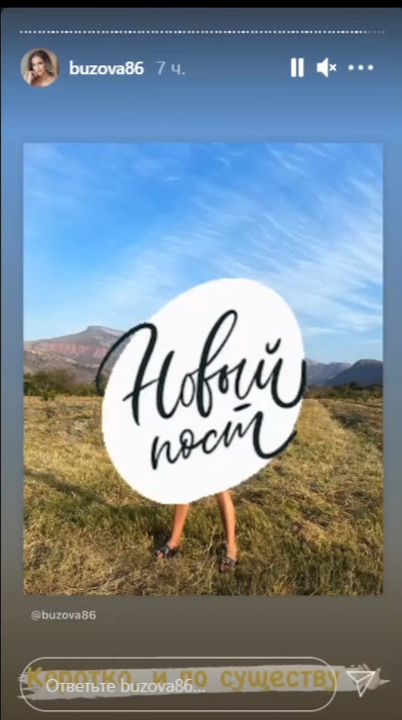 buzova86 7 ч.
Новый
пост
@buzova86
Коротко и по существу
Ответьте buzova86...